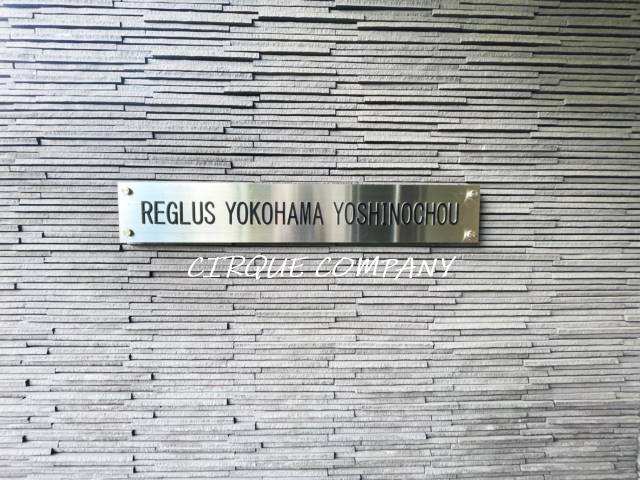 REGLUS YOKOHAMA YOSHINOCHOU
CIRQUE COMPANY